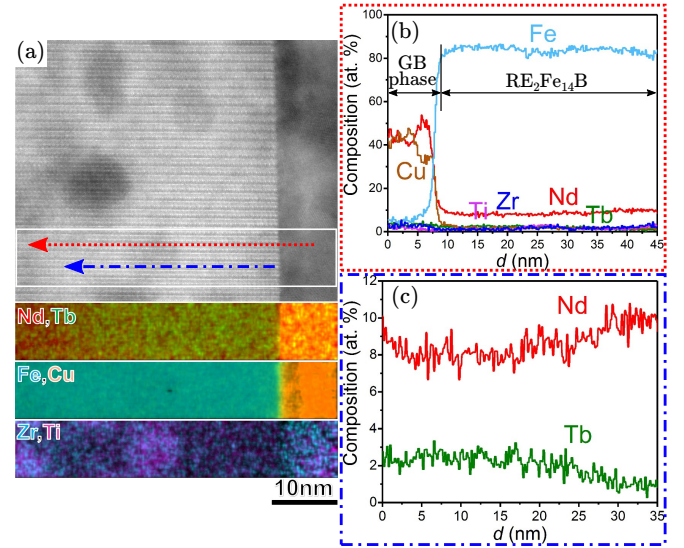 (a)
Nd,Tb
Fe,Cu
Zr,Ti
10nm
(b)
Composition (at. %)
100
80
60
40
20
0
Fe
GB
phase
RE₂Fe₁₄B
Cu
Ti
Zr
Nd
Tb
0 5 10 15 20 25 30 35 40 45
d (nm)
(c)
Composition (at. %)
12
10
8
6
4
2
0
Nd
Tb
0 5 10 15 20 25 30 35
d (nm)